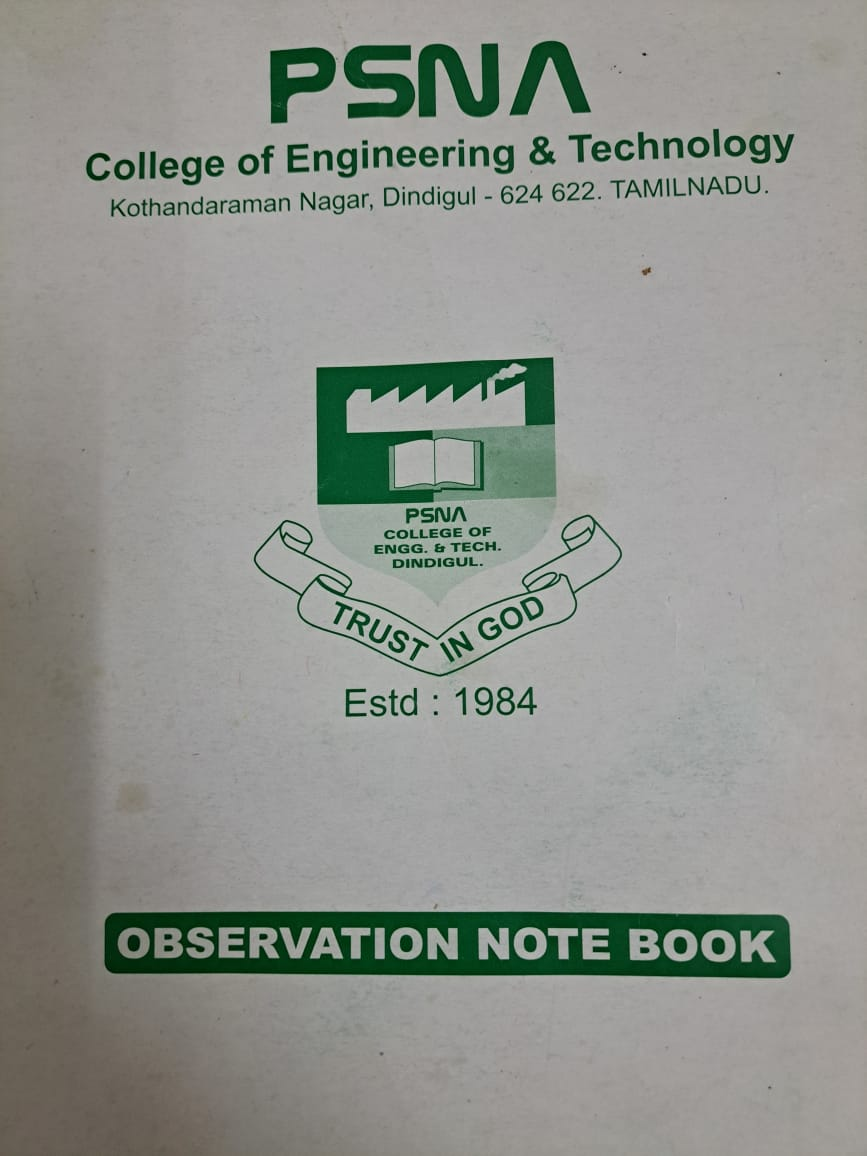 PSNA
College of Engineering & Technology
Kothandaraman Nagar, Dindigul - 624 622. TAMILNADU.
PSNA
COLLEGE OF
ENGG. & TECH.
DINDIGUL.
TRUST IN GOD
Estd : 1984
OBSERVATION NOTE BOOK